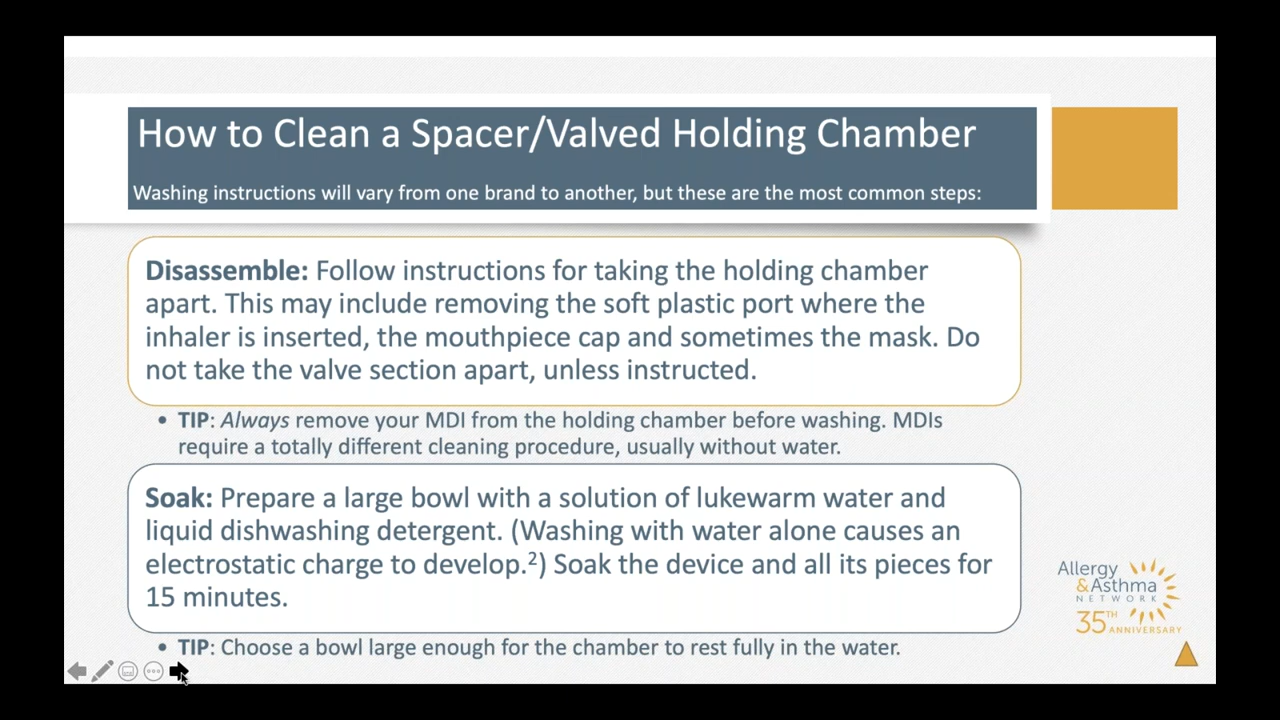 How to Clean a Spacer/Valved Holding Chamber
Washing instructions will vary from one brand to another, but these are the most common steps:
Disassemble: Follow instructions for taking the holding chamber
apart. This may include removing the soft plastic port where the
inhaler is inserted, the mouthpiece cap and sometimes the mask. Do
not take the valve section apart, unless instructed.
• TIP: Always remove your MDI from the holding chamber before washing. MDIs
require a totally different cleaning procedure, usually without water.
Soak: Prepare a large bowl with a solution of lukewarm water and
liquid dishwashing detergent. (Washing with water alone causes an
electrostatic charge to develop.²) Soak the device and all its pieces for
15 minutes.
• TIP: Choose a bowl large enough for the chamber to rest fully in the water.
Allergy
&Asthma
NETWORK
35TH ANNIVERSARY